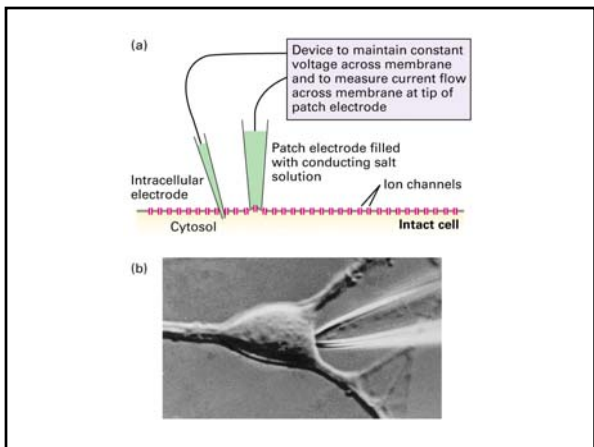 (a)
Device to maintain constant
voltage across membrane
and to measure current flow
across membrane at tip of
patch electrode
Patch electrode filled
with conducting salt
solution
Intracellular
electrode
Ion channels
Cytosol
Intact cell
(b)